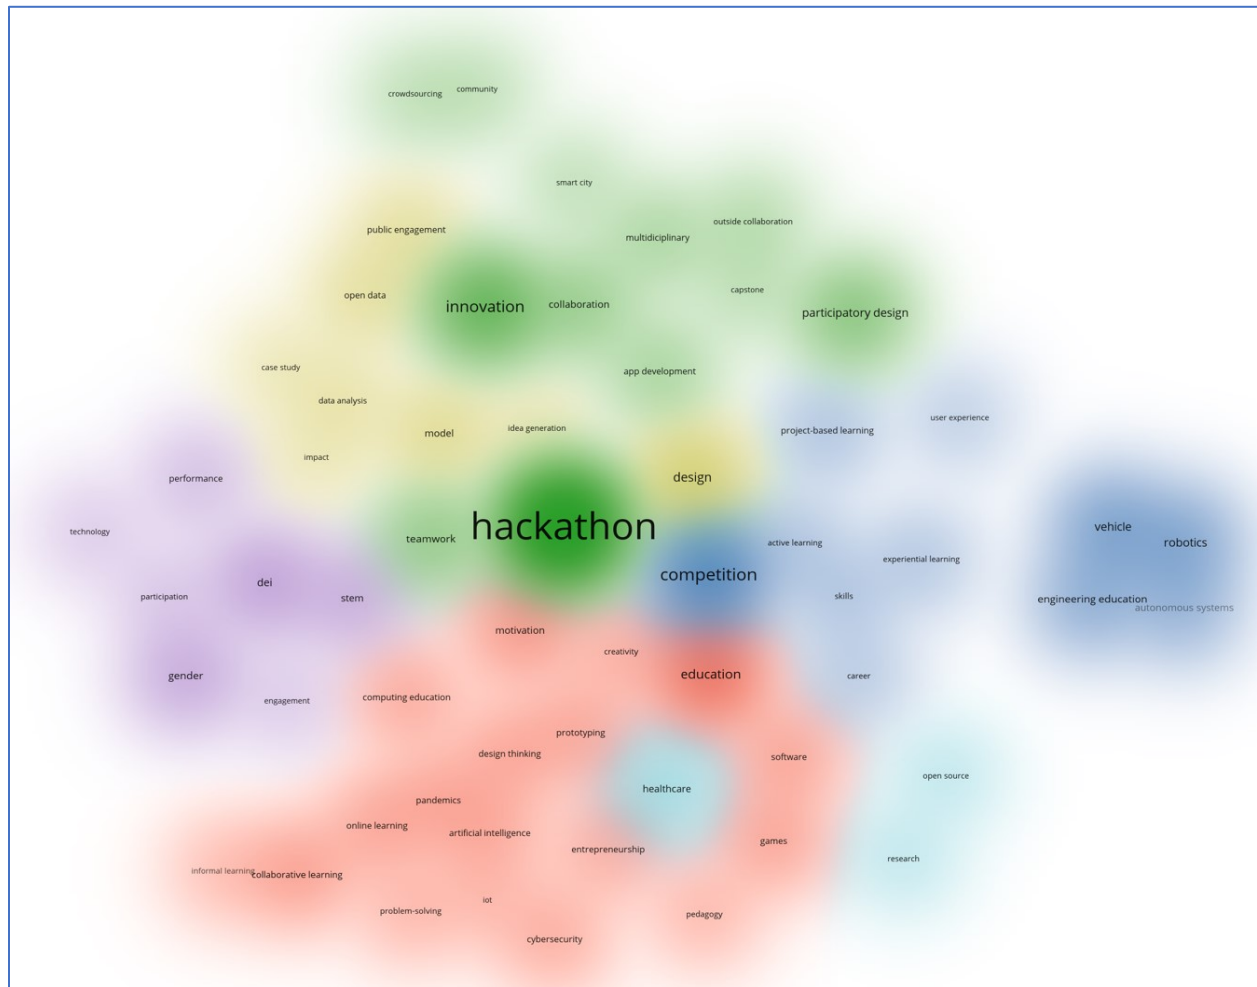 crowdsourcing
community
smart city
public engagement
multidiciplinary
outside collaboration
open data
innovation
collaboration
capstone
participatory design
case study
app development
data analysis
model
idea generation
project-based learning
user experience
impact
performance
design
technology
teamwork
hackathon
competition
active learning
experiential learning
vehicle
robotics
dei
stem
participation
skills
engineering education
autonomous systems
motivation
creativity
gender
engagement
computing education
education
career
prototyping
design thinking
healthcare
software
open source
pandemics
online learning
artificial intelligence
entrepreneurship
games
research
informal learning
collaborative learning
problem-solving
iot
pedagogy
cybersecurity